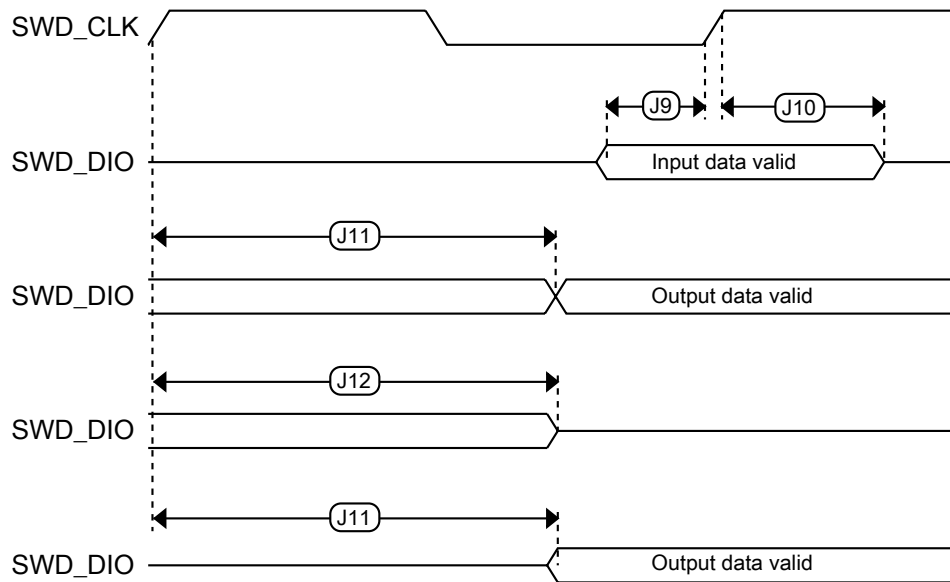 SWD_CLK
J9
J10
SWD_DIO
Input data valid
J11
SWD_DIO
Output data valid
J12
SWD_DIO
J11
SWD_DIO
Output data valid